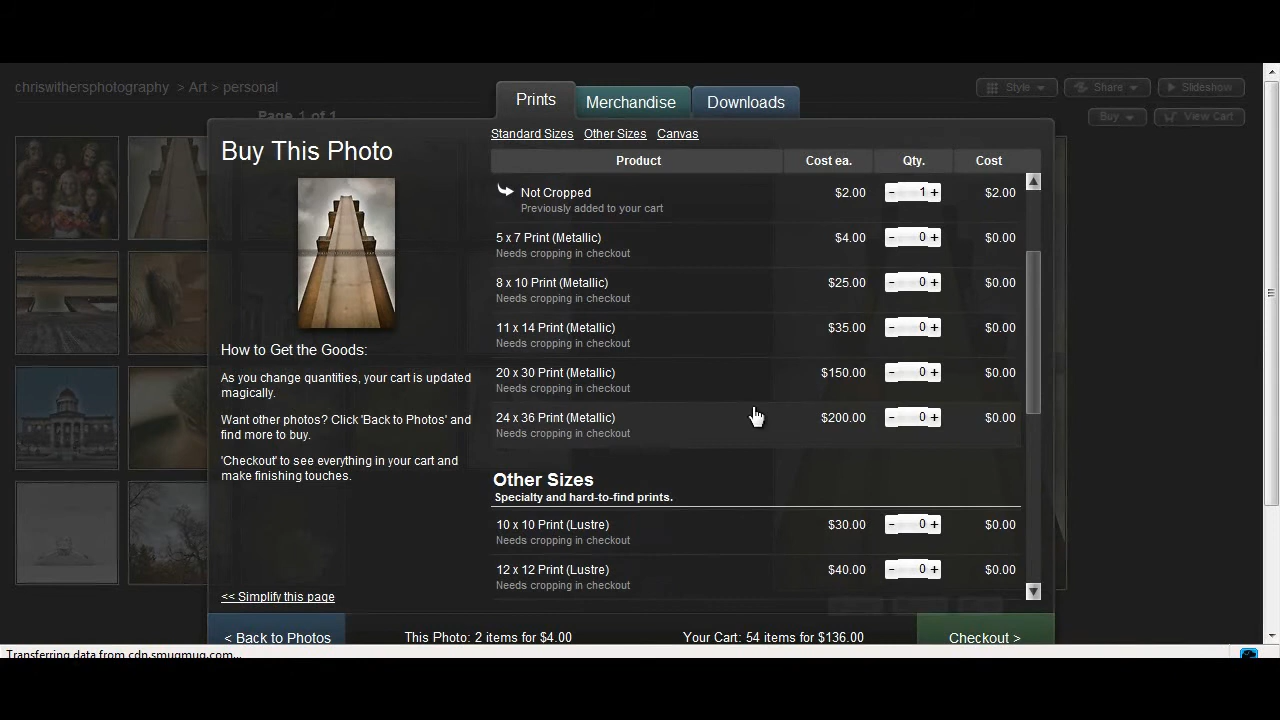 chriswithersphotography > Art > personal
Style
Share
Slideshow
Page 1 of 1
Buy
View Cart
Prints
Merchandise
Downloads
Standard Sizes Other Sizes Canvas
Buy This Photo
Product Cost ea. Qty. Cost
Not Cropped $2.00 - 1 + $2.00
Previously added to your cart
5 x 7 Print (Metallic) $4.00 - 0 + $0.00
Needs cropping in checkout
8 x 10 Print (Metallic) $25.00 - 0 + $0.00
Needs cropping in checkout
11 x 14 Print (Metallic) $35.00 - 0 + $0.00
Needs cropping in checkout
20 x 30 Print (Metallic) $150.00 - 0 + $0.00
Needs cropping in checkout
24 x 36 Print (Metallic) $200.00 - 0 + $0.00
Needs cropping in checkout
Other Sizes
Specialty and hard-to-find prints.
10 x 10 Print (Lustre) $30.00 - 0 + $0.00
Needs cropping in checkout
12 x 12 Print (Lustre) $40.00 - 0 + $0.00
Needs cropping in checkout
How to Get the Goods:
As you change quantities, your cart is updated
magically.
Want other photos? Click 'Back to Photos' and
find more to buy.
'Checkout' to see everything in your cart and
make finishing touches.
<< Simplify this page
< Back to Photos
This Photo: 2 items for $4.00
Your Cart: 54 items for $136.00
Checkout >
Transferring data from cdn.smugmug.com...